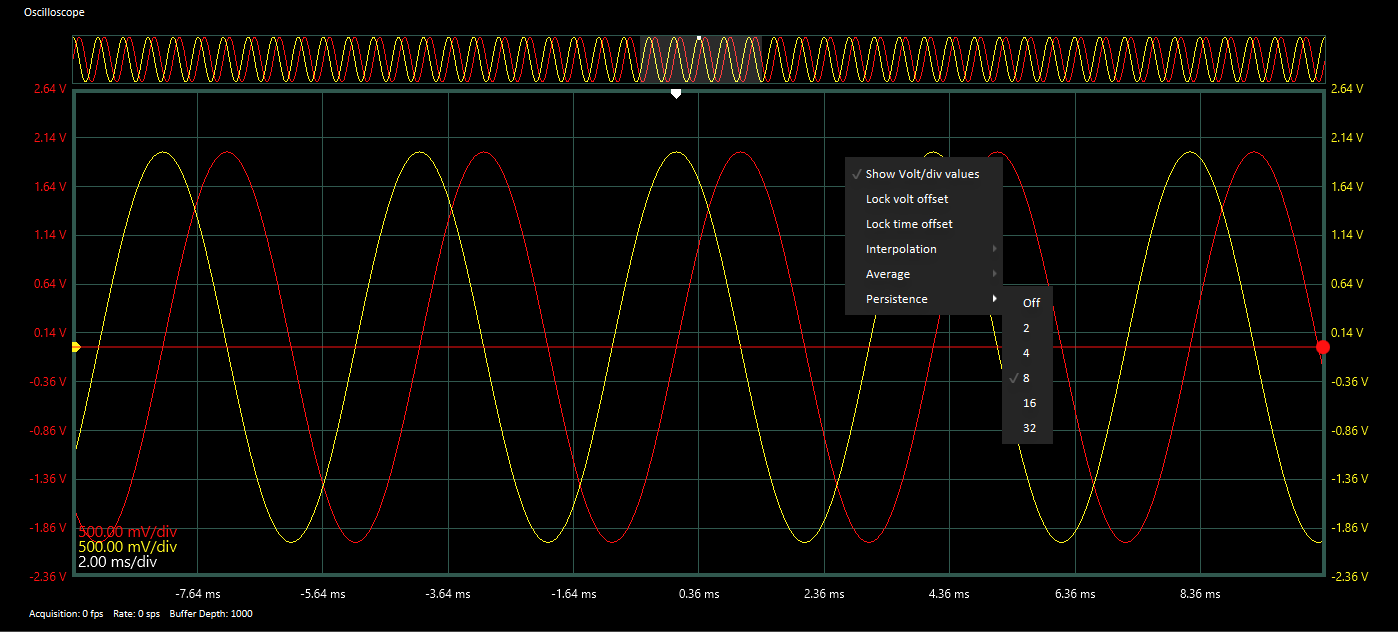 Oscilloscope
2.64 V 2.64 V
2.14 V 2.14 V
1.64 V Show Volt/div values 1.64 V
Lock volt offset
Lock time offset
1.14 V 1.14 V
Interpolation
Average
0.64 V 0.64 V
Persistence
Off
2
0.14 V 0.14 V
4
8
-0.36 V -0.36 V
16
32
-0.86 V -0.86 V
-1.36 V -1.36 V
-1.86 V -1.86 V
500.00 mV/div
500.00 mV/div
2.00 ms/div
-2.36 V -2.36 V
-7.64 ms -5.64 ms -3.64 ms -1.64 ms 0.36 ms 2.36 ms 4.36 ms 6.36 ms 8.36 ms
Acquisition: 0 fps Rate: 0 sps Buffer Depth: 1000